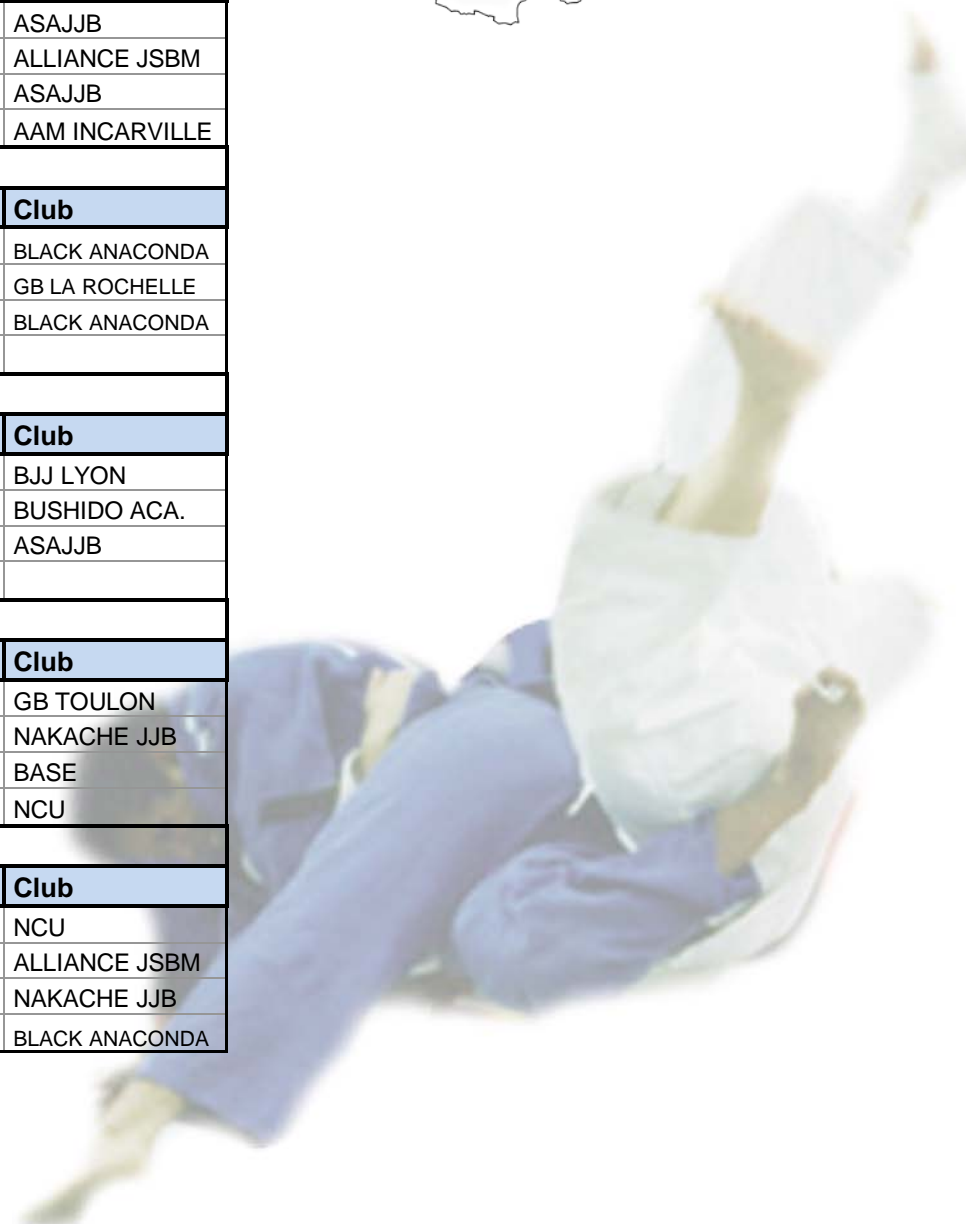 ASAJJB
ALLIANCE JSBM
ASAJJB
AAM INCARVILLE
Club
BLACK ANACONDA
GB LA ROCHELLE
BLACK ANACONDA
Club
BJJ LYON
BUSHIDO ACA.
ASAJJB
Club
GB TOULON
NAKACHE JJB
BASE
NCU
Club
NCU
ALLIANCE JSBM
NAKACHE JJB
BLACK ANACONDA